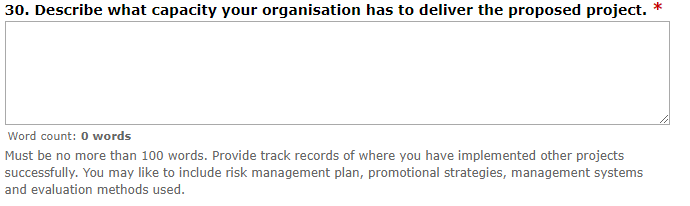 30. Describe what capacity your organisation has to deliver the proposed project. *
Word count: 0 words
Must be no more than 100 words. Provide track records of where you have implemented other projects
successfully. You may like to include risk management plan, promotional strategies, management systems
and evaluation methods used.